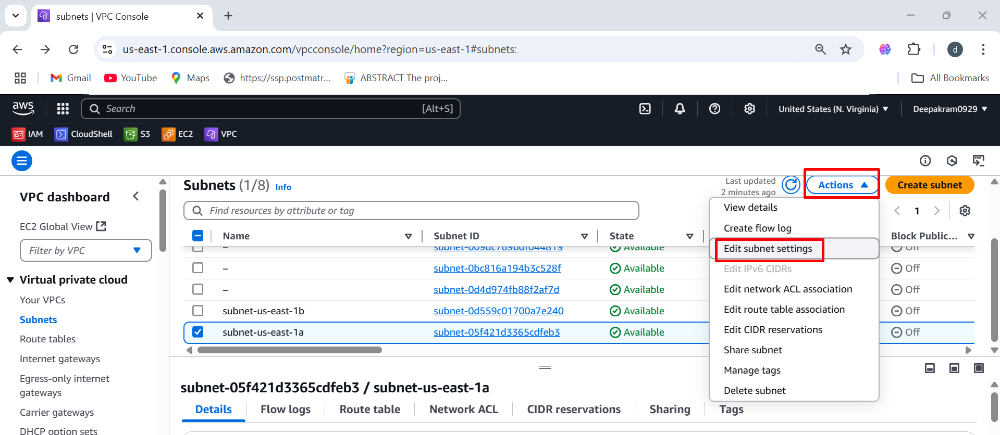 subnets | VPC Console
us-east-1.console.aws.amazon.com/vpcconsole/home?region=us-east-1#subnets:
d
Gmail
YouTube
Maps
https://ssp.postmatr...
ABSTRACT The proj...
All Bookmarks
aws
Search
[Alt+S]
United States (N. Virginia)
Deepakram0929
IAM
CloudShell
S3
EC2
VPC
VPC dashboard
EC2 Global View
Filter by VPC
Virtual private cloud
Your VPCs
Subnets
Route tables
Internet gateways
Egress-only internet
gateways
Carrier gateways
DHCP option sets
Subnets (1/8) Info
Last updated
2 minutes ago
Actions
Create subnet
Find resources by attribute or tag
1
Name
Subnet ID
State
Block Public...
– subnet-009dc769bdf044819 Available Off
– subnet-0bc816a194b3c528f Available Off
– subnet-0d4d974fb88f2af7d Available Off
subnet-us-east-1b subnet-0d559c01700a7e240 Available Off
subnet-us-east-1a subnet-05f421d3365cdfeb3 Available Off
View details
Create flow log
Edit subnet settings
Edit IPv6 CIDRs
Edit network ACL association
Edit route table association
Edit CIDR reservations
Share subnet
Manage tags
Delete subnet
subnet-05f421d3365cdfeb3 / subnet-us-east-1a
Details
Flow logs
Route table
Network ACL
CIDR reservations
Sharing
Tags